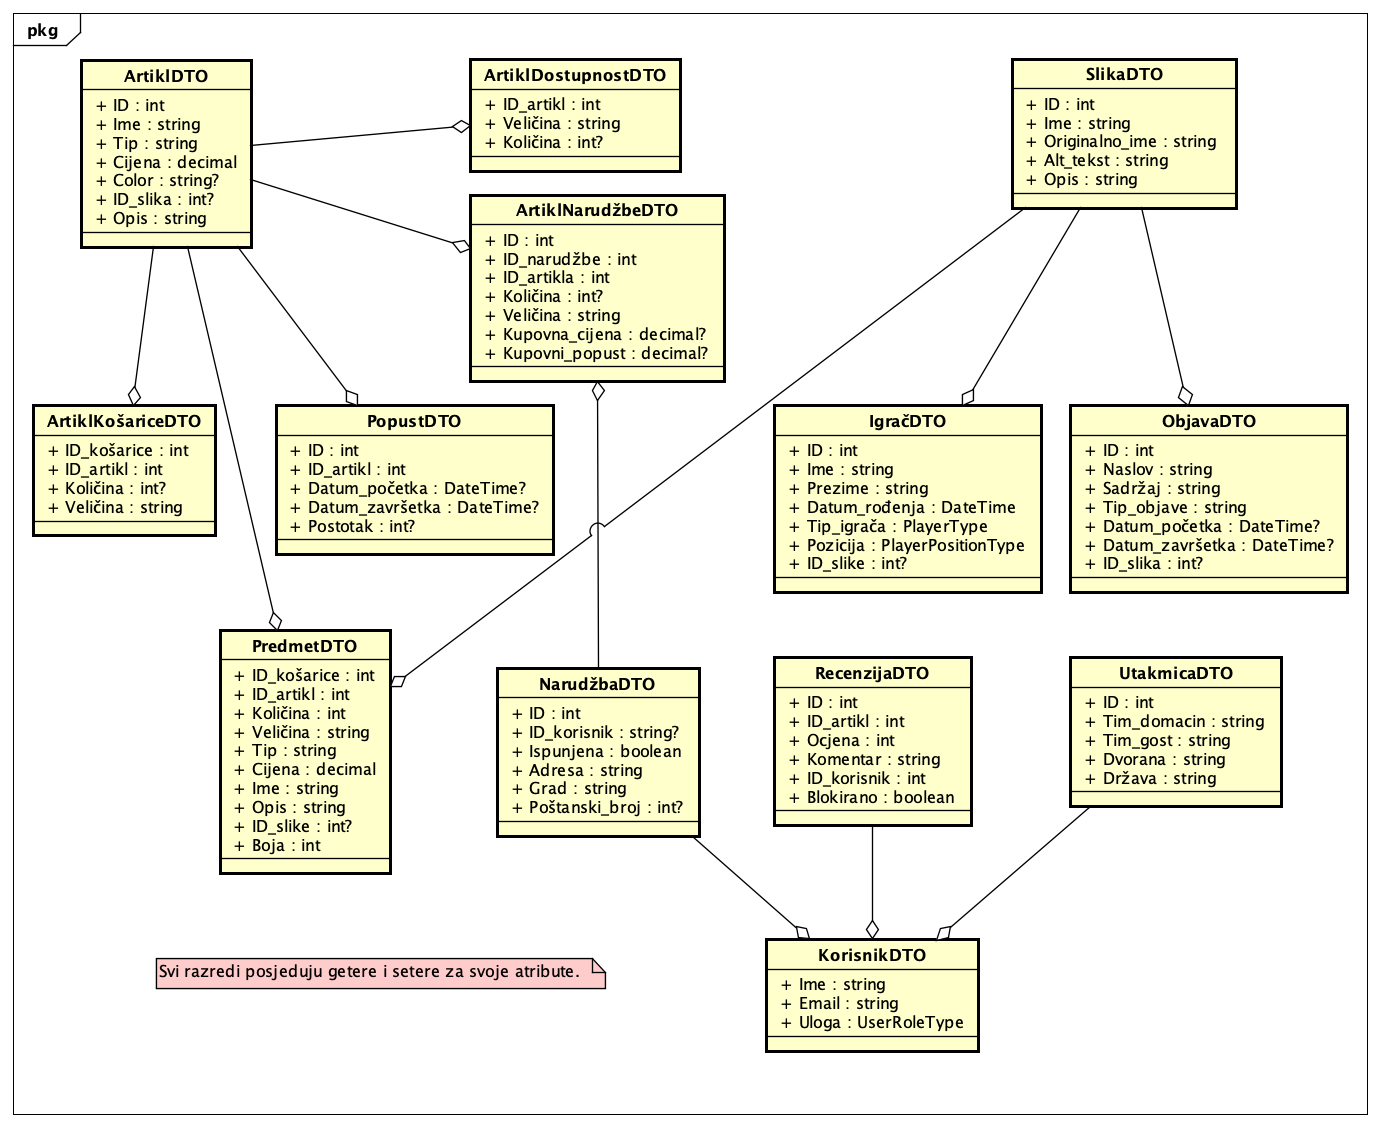 pkg
ArtiklDTO
+ ID : int
+ Ime : string
+ Tip : string
+ Cijena : decimal
+ Color : string?
+ ID_slika : int?
+ Opis : string
ArtiklDostupnostDTO
+ ID_artikl : int
+ Veličina : string
+ Količina : int?
SlikaDTO
+ ID : int
+ Ime : string
+ Originalno_ime : string
+ Alt_tekst : string
+ Opis : string
ArtiklNarudžbeDTO
+ ID : int
+ ID_narudžbe : int
+ ID_artikla : int
+ Količina : int?
+ Veličina : string
+ Kupovna_cijena : decimal?
+ Kupovni_popust : decimal?
ArtiklKošariceDTO
+ ID_košarice : int
+ ID_artikl : int
+ Količina : int?
+ Veličina : string
PopustDTO
+ ID : int
+ ID_artikl : int
+ Datum_početka : DateTime?
+ Datum_završetka : DateTime?
+ Postotak : int?
IgračDTO
+ ID : int
+ Ime : string
+ Prezime : string
+ Datum_rođenja : DateTime
+ Tip_igrača : PlayerType
+ Pozicija : PlayerPositionType
+ ID_slike : int?
ObjavaDTO
+ ID : int
+ Naslov : string
+ Sadržaj : string
+ Tip_objave : string
+ Datum_početka : DateTime?
+ Datum_završetka : DateTime?
+ ID_slika : int?
PredmetDTO
+ ID_košarice : int
+ ID_artikl : int
+ Količina : int
+ Veličina : string
+ Tip : string
+ Cijena : decimal
+ Ime : string
+ Opis : string
+ ID_slike : int?
+ Boja : int
NarudžbaDTO
+ ID : int
+ ID_korisnik : string?
+ Ispunjena : boolean
+ Adresa : string
+ Grad : string
+ Poštanski_broj : int?
RecenzijaDTO
+ ID : int
+ ID_artikl : int
+ Ocjena : int
+ Komentar : string
+ ID_korisnik : int
+ Blokirano : boolean
UtakmicaDTO
+ ID : int
+ Tim_domacin : string
+ Tim_gost : string
+ Dvorana : string
+ Država : string
KorisnikDTO
+ Ime : string
+ Email : string
+ Uloga : UserRoleType
Svi razredi posjeduju getere i setere za svoje atribute.